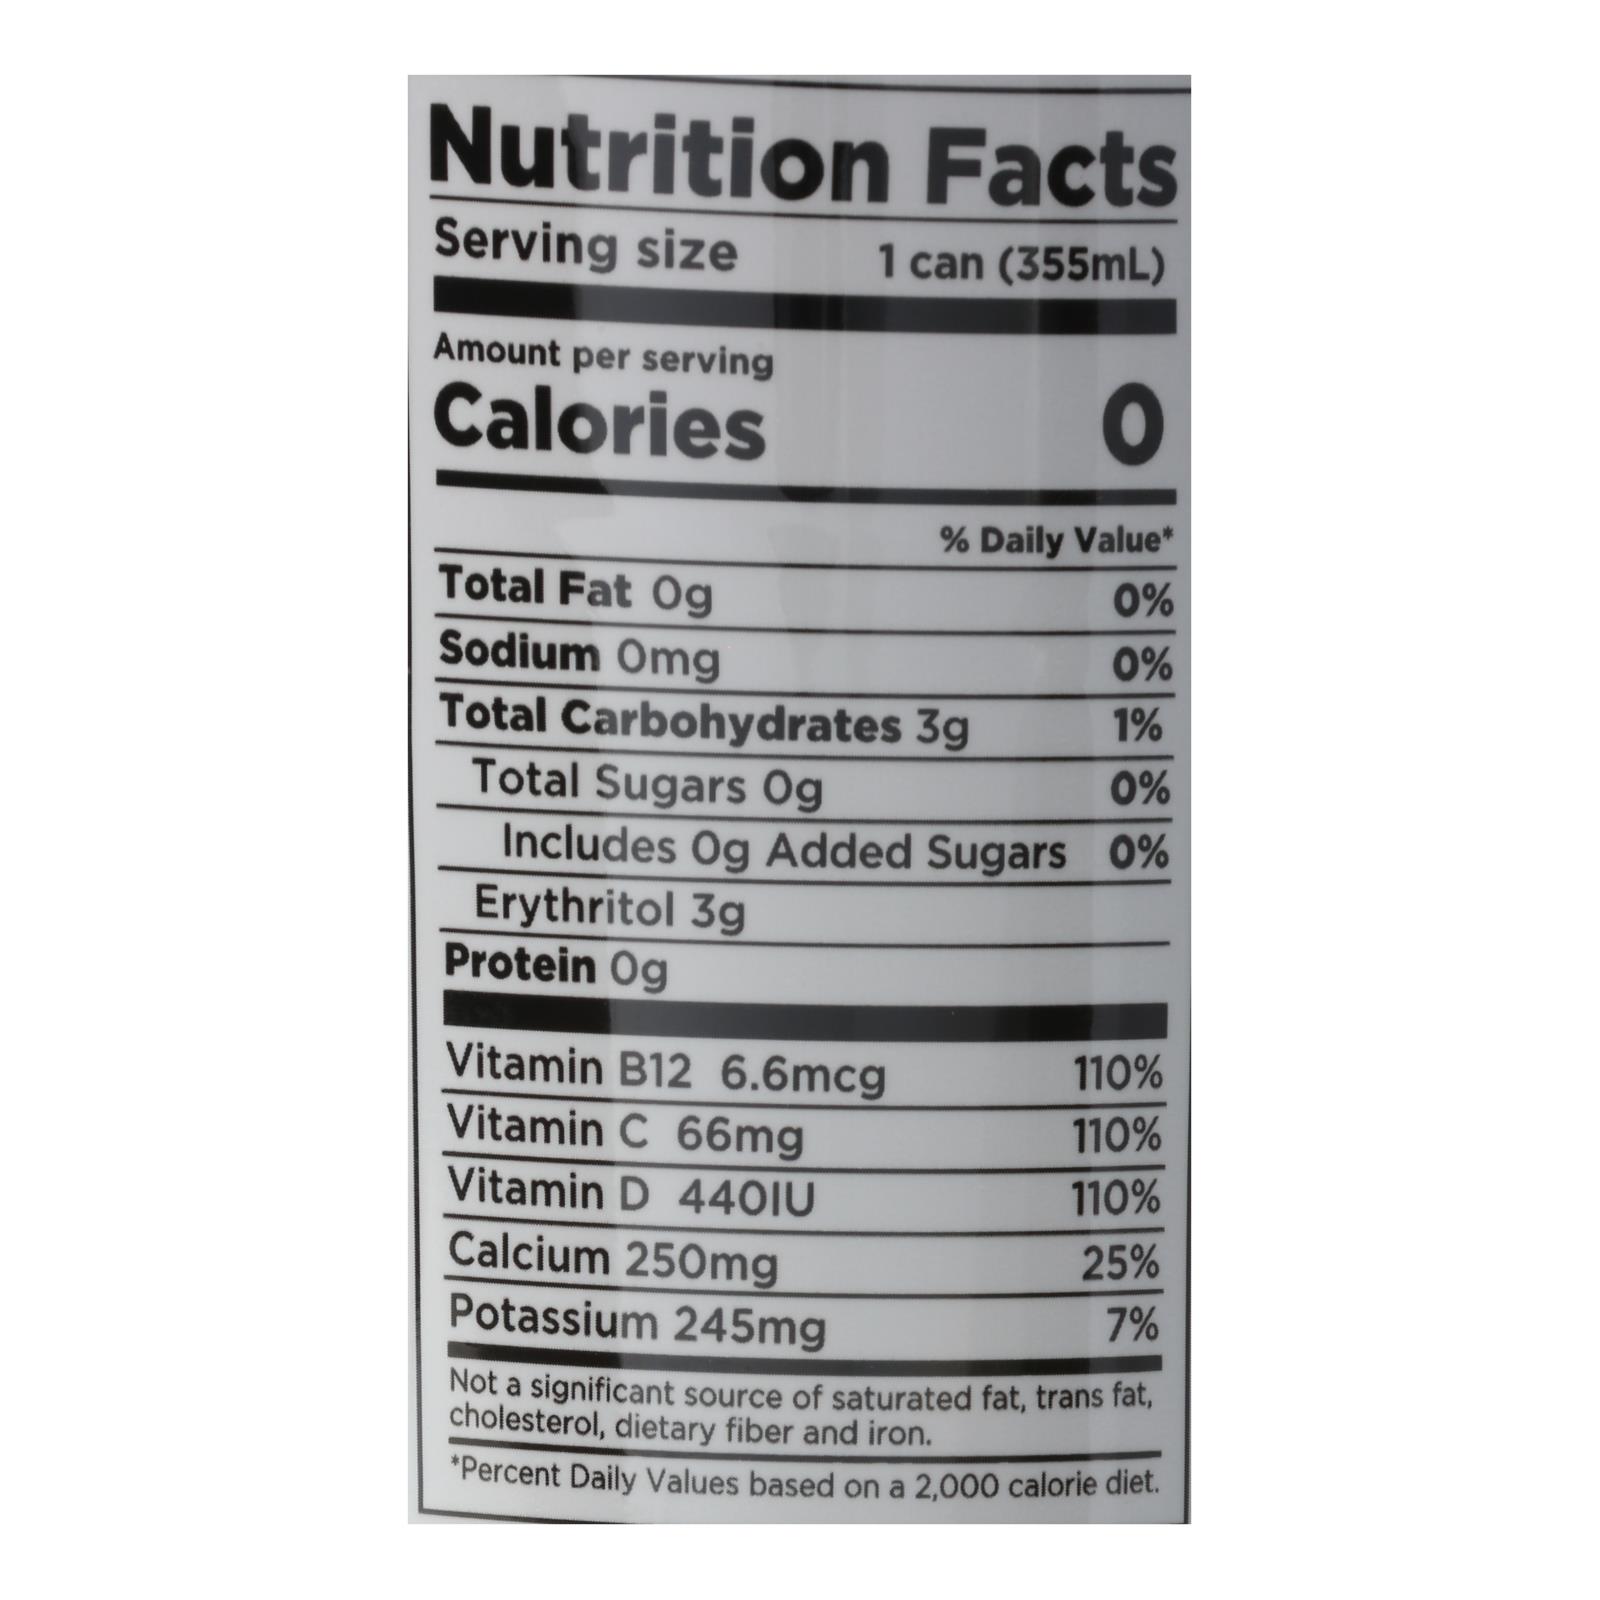 Nutrition Facts
Serving size 1 can (355mL)
Amount per serving
Calories 0
% Daily Value*
Total Fat 0g 0%
Sodium 0mg 0%
Total Carbohydrates 3g 1%
Total Sugars 0g 0%
Includes 0g Added Sugars 0%
Erythritol 3g
Protein 0g
Vitamin B12 6.6mcg 110%
Vitamin C 66mg 110%
Vitamin D 440IU 110%
Calcium 250mg 25%
Potassium 245mg 7%
Not a significant source of saturated fat, trans fat,
cholesterol, dietary fiber and iron.
*Percent Daily Values based on a 2,000 calorie diet.